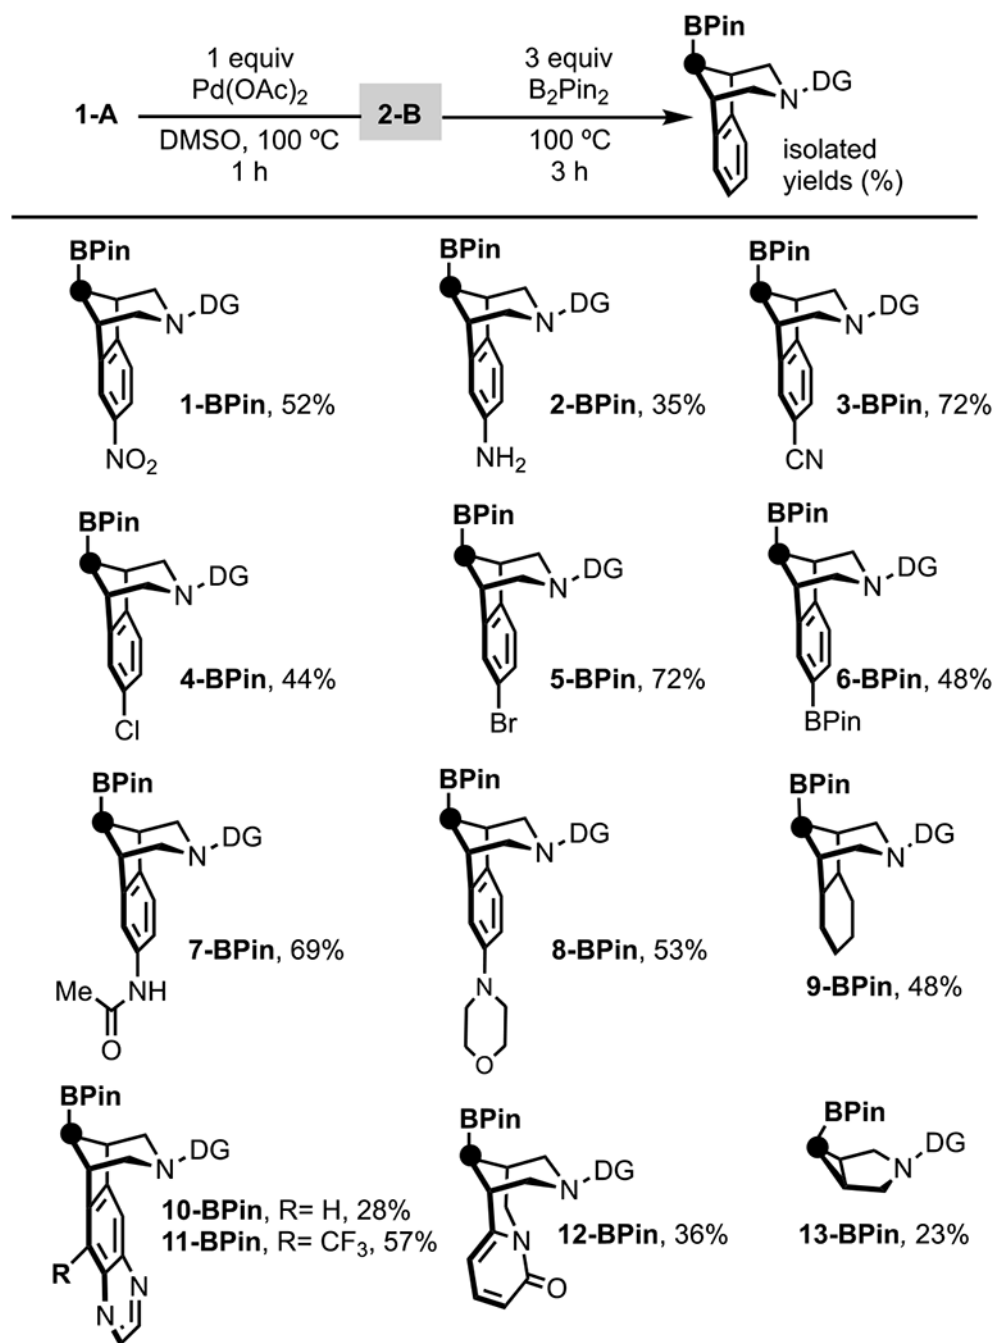 1 equiv
Pd(OAc)₂
1-A
DMSO, 100 ºC
1 h
2-B
3 equiv
B₂Pin₂
100 ºC
3 h
BPin
N
DG
isolated
yields (%)
BPin
DG
N
1-BPin, 52%
NO₂
BPin
DG
N
2-BPin, 35%
NH₂
BPin
DG
N
3-BPin, 72%
CN
BPin
DG
N
4-BPin, 44%
Cl
BPin
DG
N
5-BPin, 72%
Br
BPin
DG
N
6-BPin, 48%
BPin
BPin
DG
N
7-BPin, 69%
Me
NH
O
BPin
DG
N
8-BPin, 53%
N
O
BPin
DG
N
9-BPin, 48%
BPin
DG
N
10-BPin, R= H, 28%
11-BPin, R= CF₃, 57%
R
N
N
BPin
DG
N
N
O
12-BPin, 36%
BPin
DG
N
13-BPin, 23%